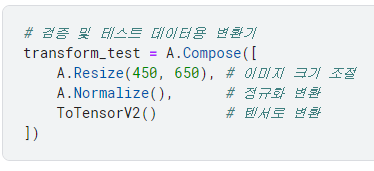 # 검증 및 테스트 데이터용 변환기
transform_test = A.Compose([
    A.Resize(450, 650), # 이미지 크기 조절
    A.Normalize(),      # 정규화 변환
    ToTensorV2()        # 텐서로 변환
])